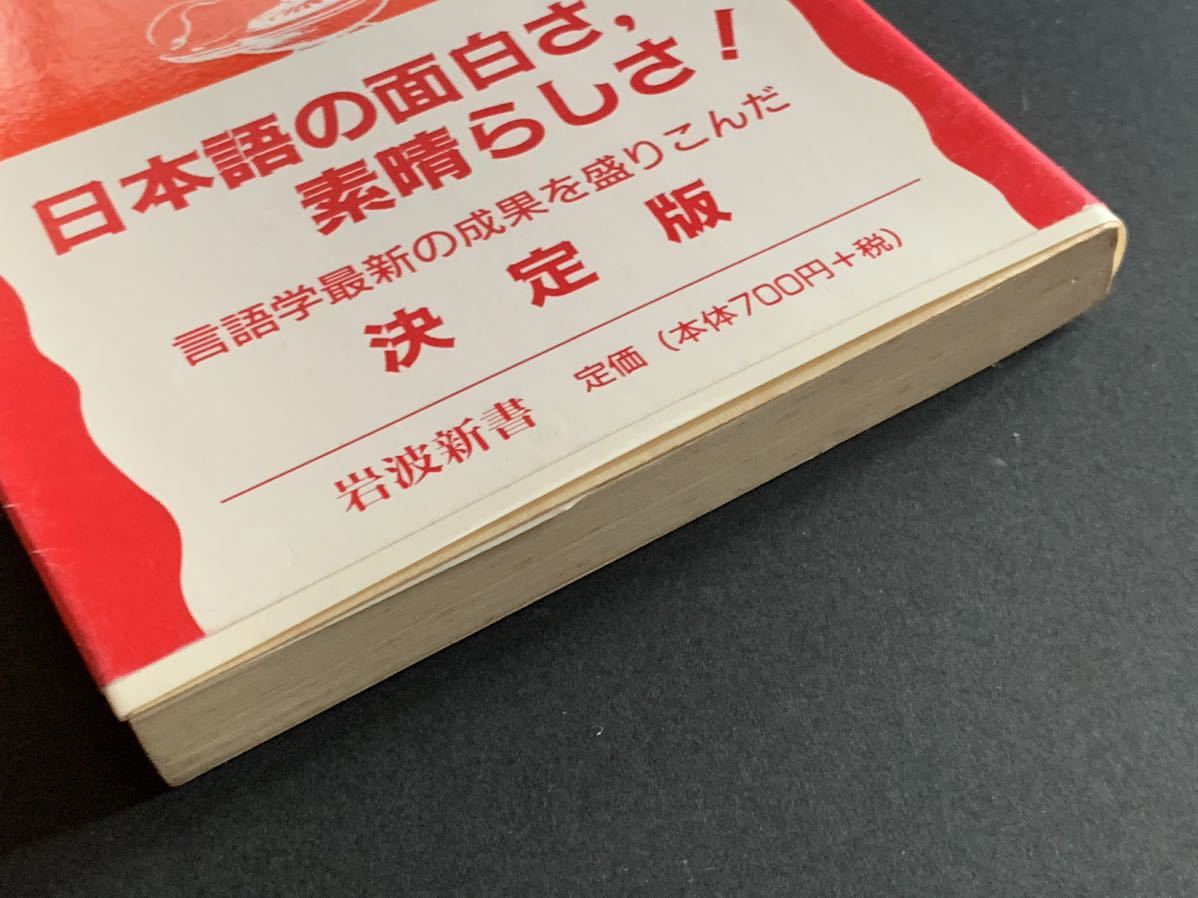 日本語の面白さ,
素晴らしさ!
言語学最新の成果を盛りこんだ
決定版
岩波新書 定価(本体700円+税)